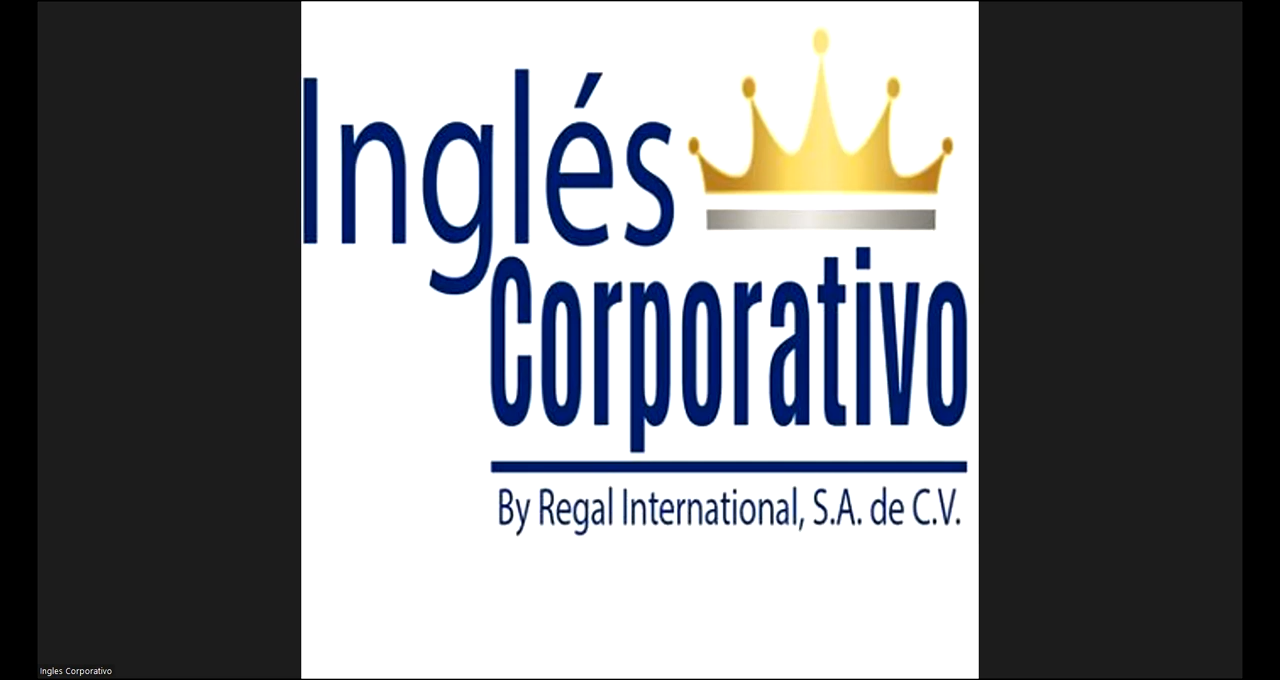 Inglés
Corporativo
By Regal International, S.A. de C.V.
Ingles Corporativo